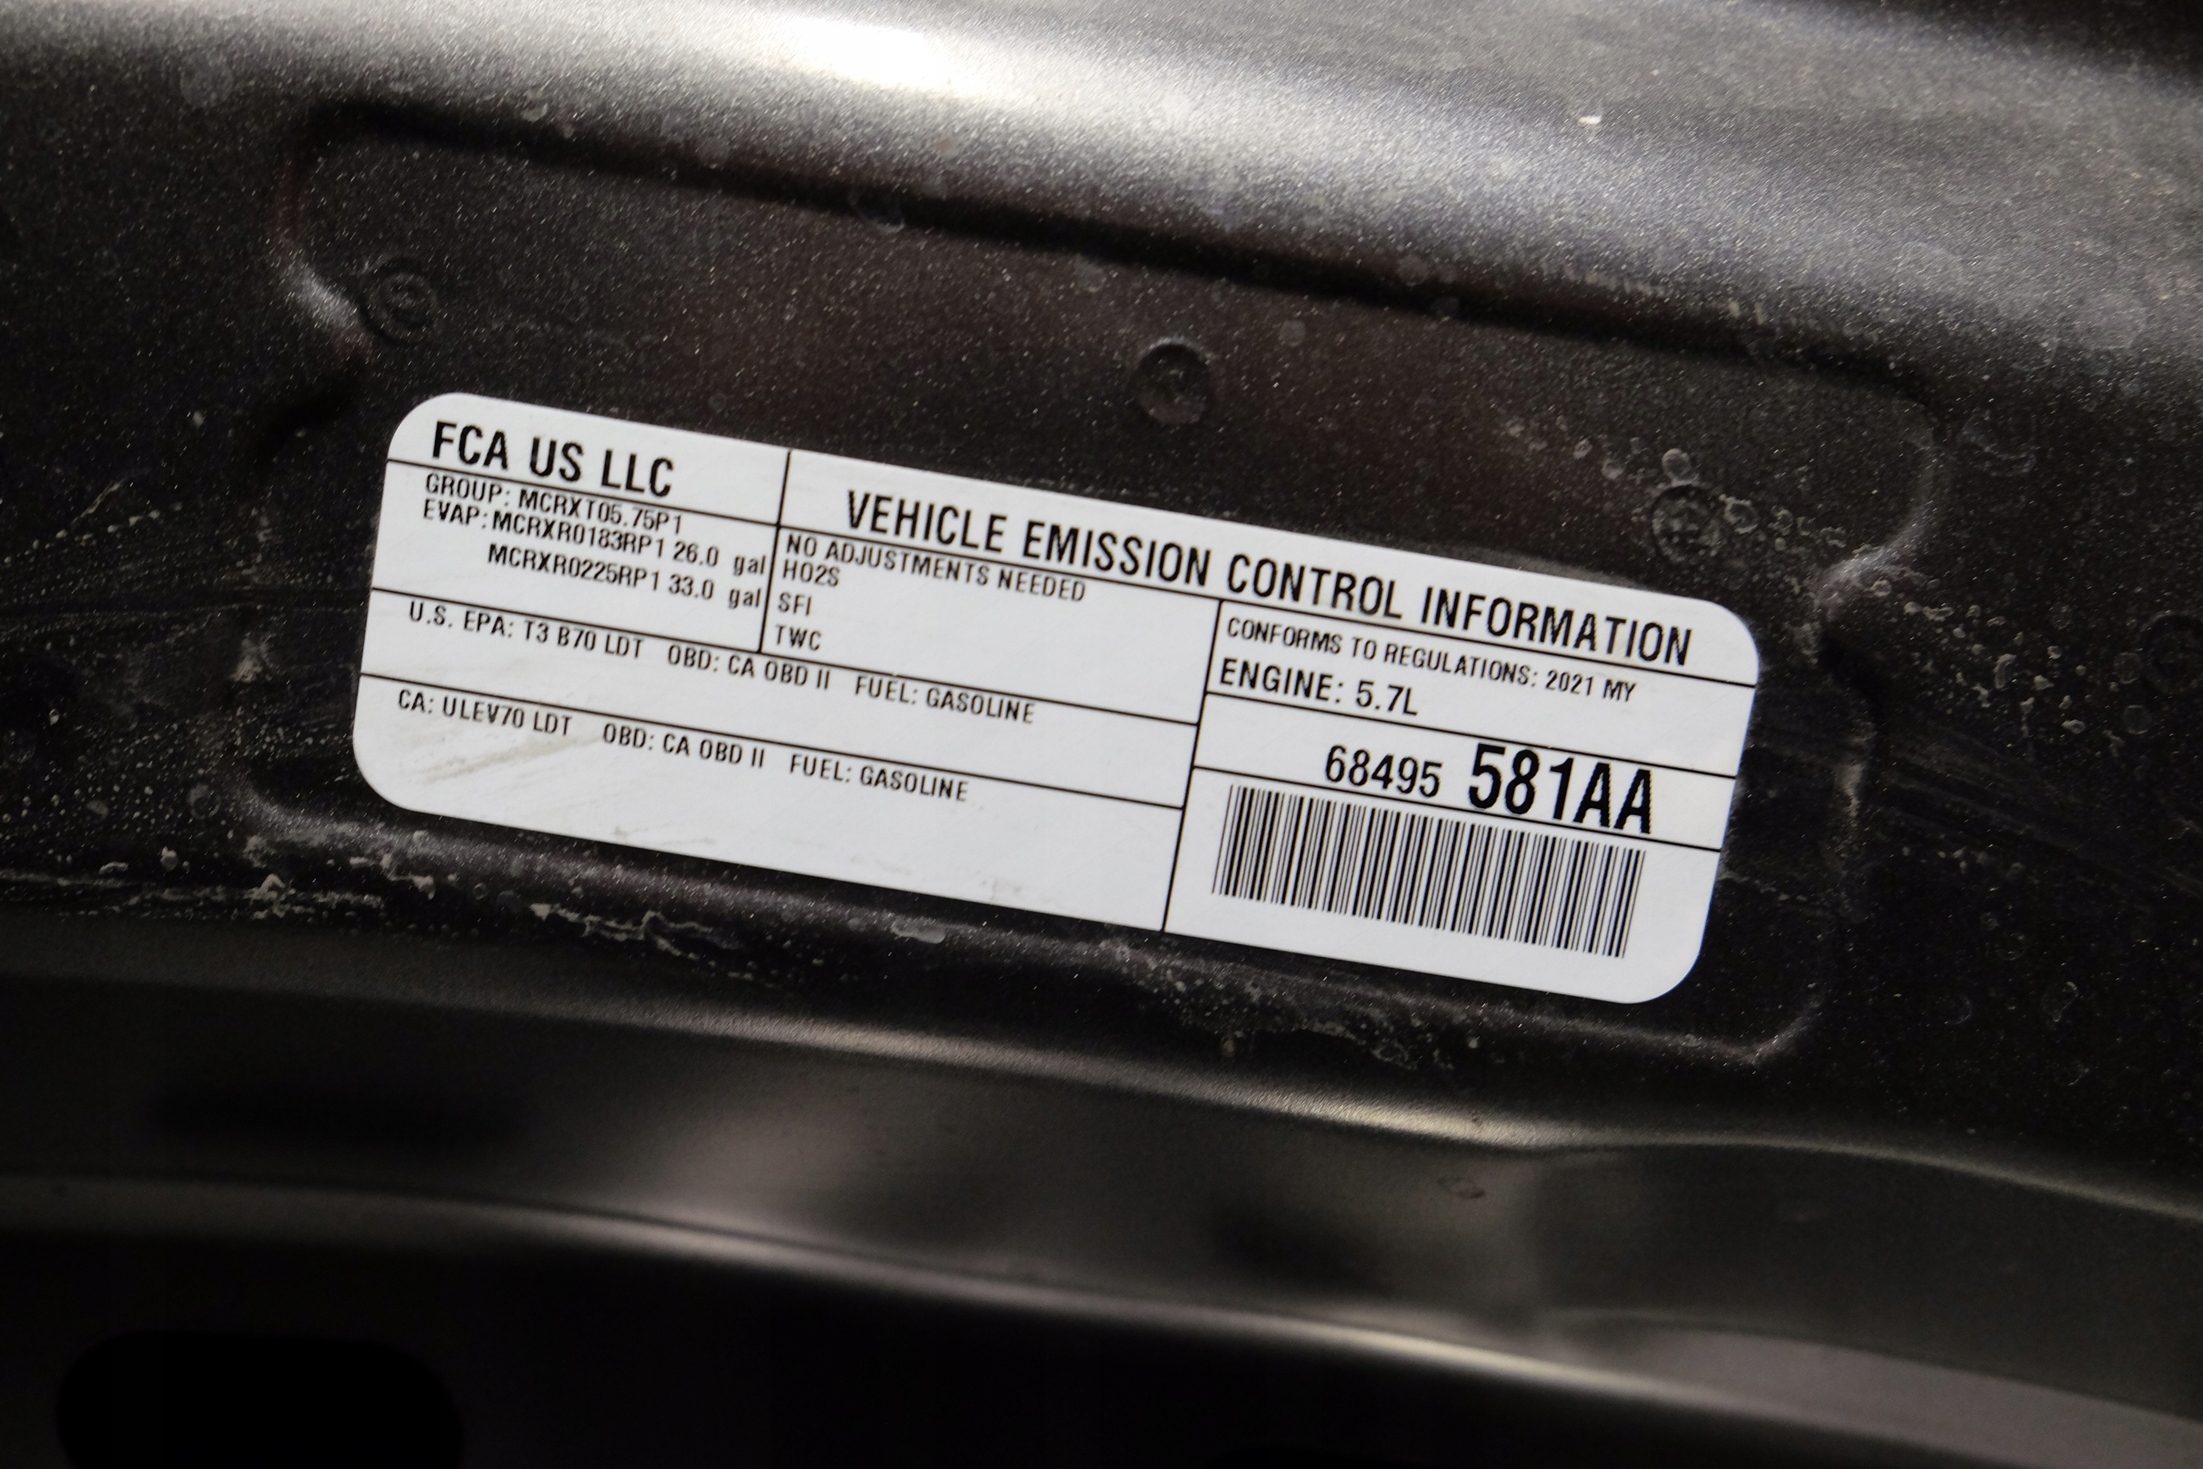 FCA US LLC
VEHICLE EMISSION CONTROL INFORMATION
GROUP: MCRXT05.75P1
EVAP: MCRXR0183RP1 26.0 gal
MCRXR0225RP1 33.0 gal
NO ADJUSTMENTS NEEDED
HO2S
SFI
TWC
CONFORMS TO REGULATIONS: 2021 MY
ENGINE: 5.7L
U.S. EPA: T3 B70 LDT OBD: CA OBD II FUEL: GASOLINE
CA: ULEV70 LDT OBD: CA OBD II FUEL: GASOLINE
68495 581AA